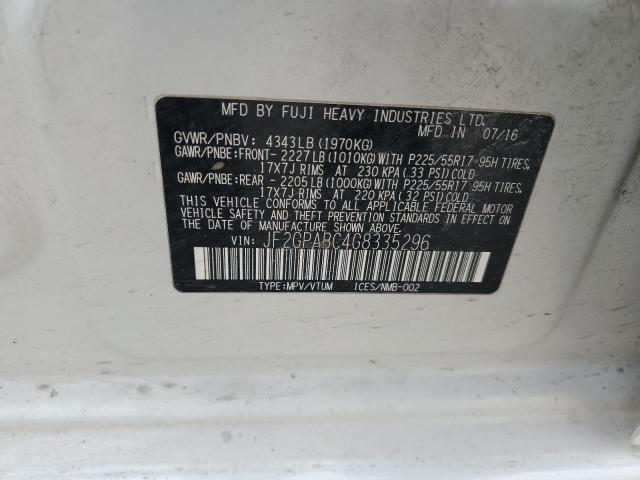 MFD BY FUJI HEAVY INDUSTRIES LTD.
MFD IN 07/16
GVWR/PNBV: 4343LB (1970KG)
GAWR/PNBE: FRONT- 2227LB (1010KG) WITH P225/55R17 95H TIRES,
17X7J RIMS AT 230 KPA (33 PSI) COLD
GAWR/PNBE: REAR - 2205LB (1000KG) WITH P225/55R17 95H TIRES,
17X7J RIMS AT 220 KPA (32 PSI) COLD
THIS VEHICLE CONFORMS TO ALL APPLICABLE FEDERAL MOTOR
VEHICLE SAFETY, BUMPER, AND THEFT PREVENTION STANDARDS IN
EFFECT ON THE DATE OF MANUFACTURE SHOWN ABOVE.
VIN: JF2GPABC4G8335296
TYPE:MPV/VTUM ICES/NMB-002